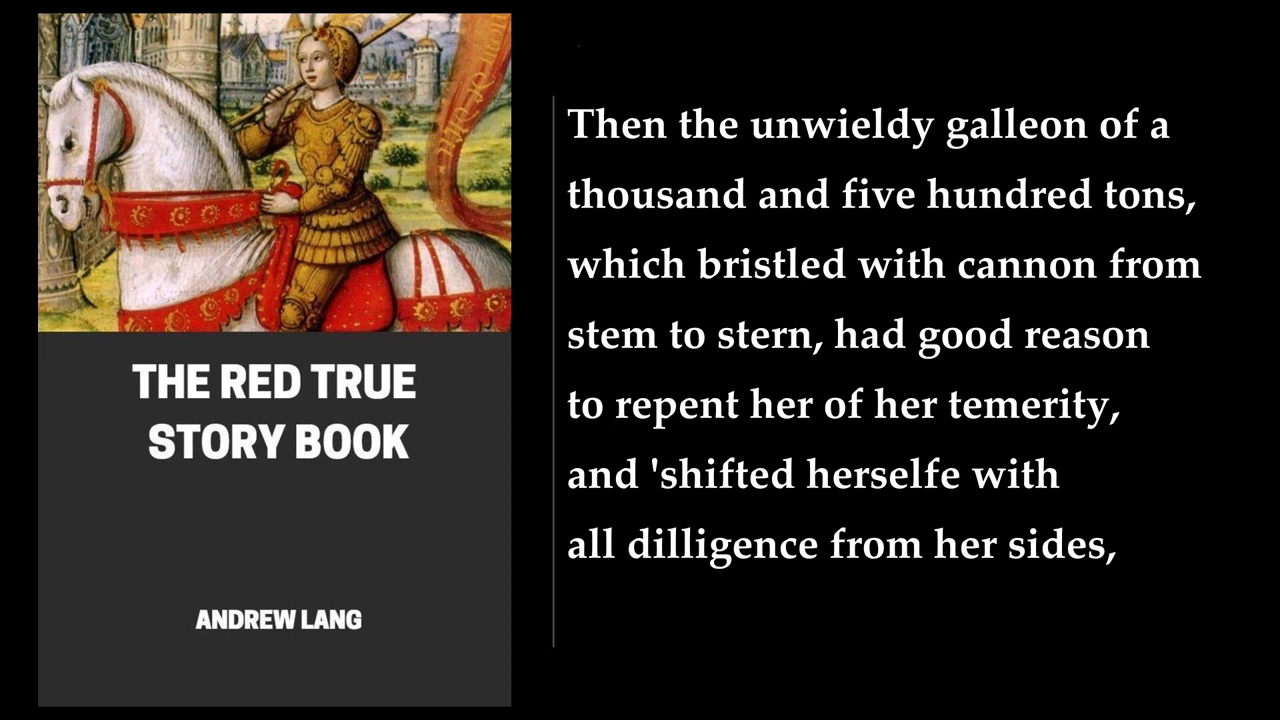 THE RED TRUE
STORY BOOK
ANDREW LANG
Then the unwieldy galleon of a
thousand and five hundred tons,
which bristled with cannon from
stem to stern, had good reason
to repent her of her temerity,
and 'shifted herselfe with
all dilligence from her sides,